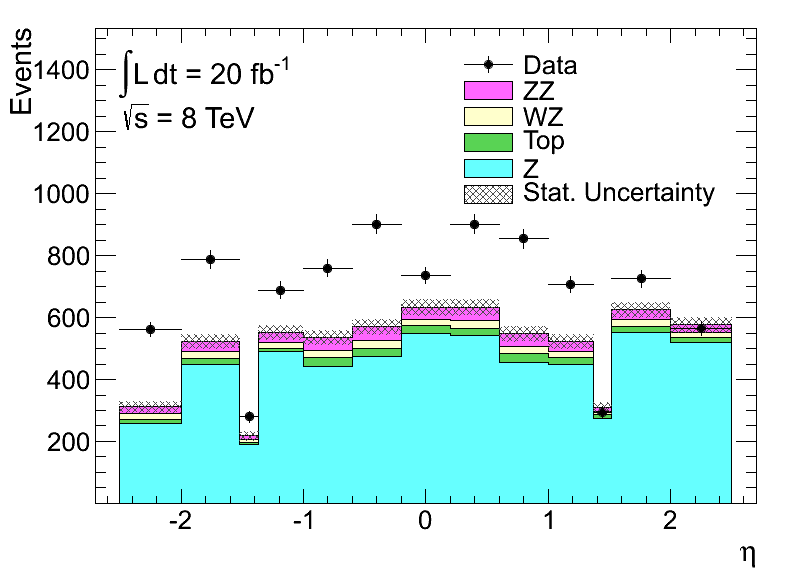 Events
1400
1200
1000
800
600
400
200
∫L dt = 20 fb⁻¹
√s = 8 TeV
Data
ZZ
WZ
Top
Z
Stat. Uncertainty
-2 -1 0 1 2
η